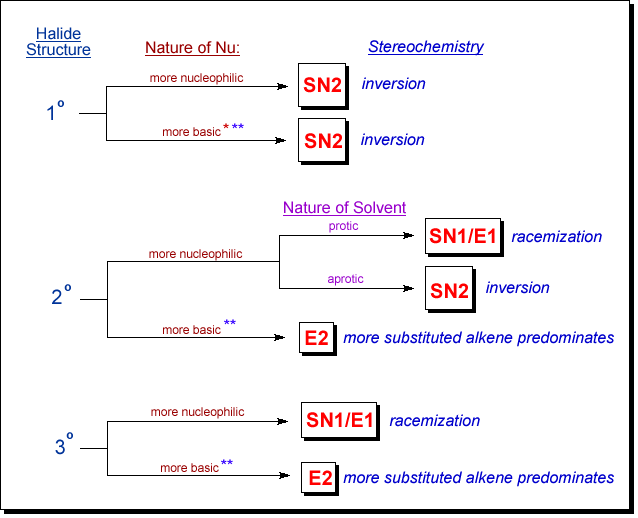 Halide
Structure
Nature of Nu:
Stereochemistry
more nucleophilic
SN2
inversion
1°
more basic * **
SN2
inversion
Nature of Solvent
protic
SN1/E1
racemization
more nucleophilic
aprotic
SN2
inversion
2°
more basic **
E2
more substituted alkene predominates
more nucleophilic
SN1/E1
racemization
3°
more basic **
E2
more substituted alkene predominates